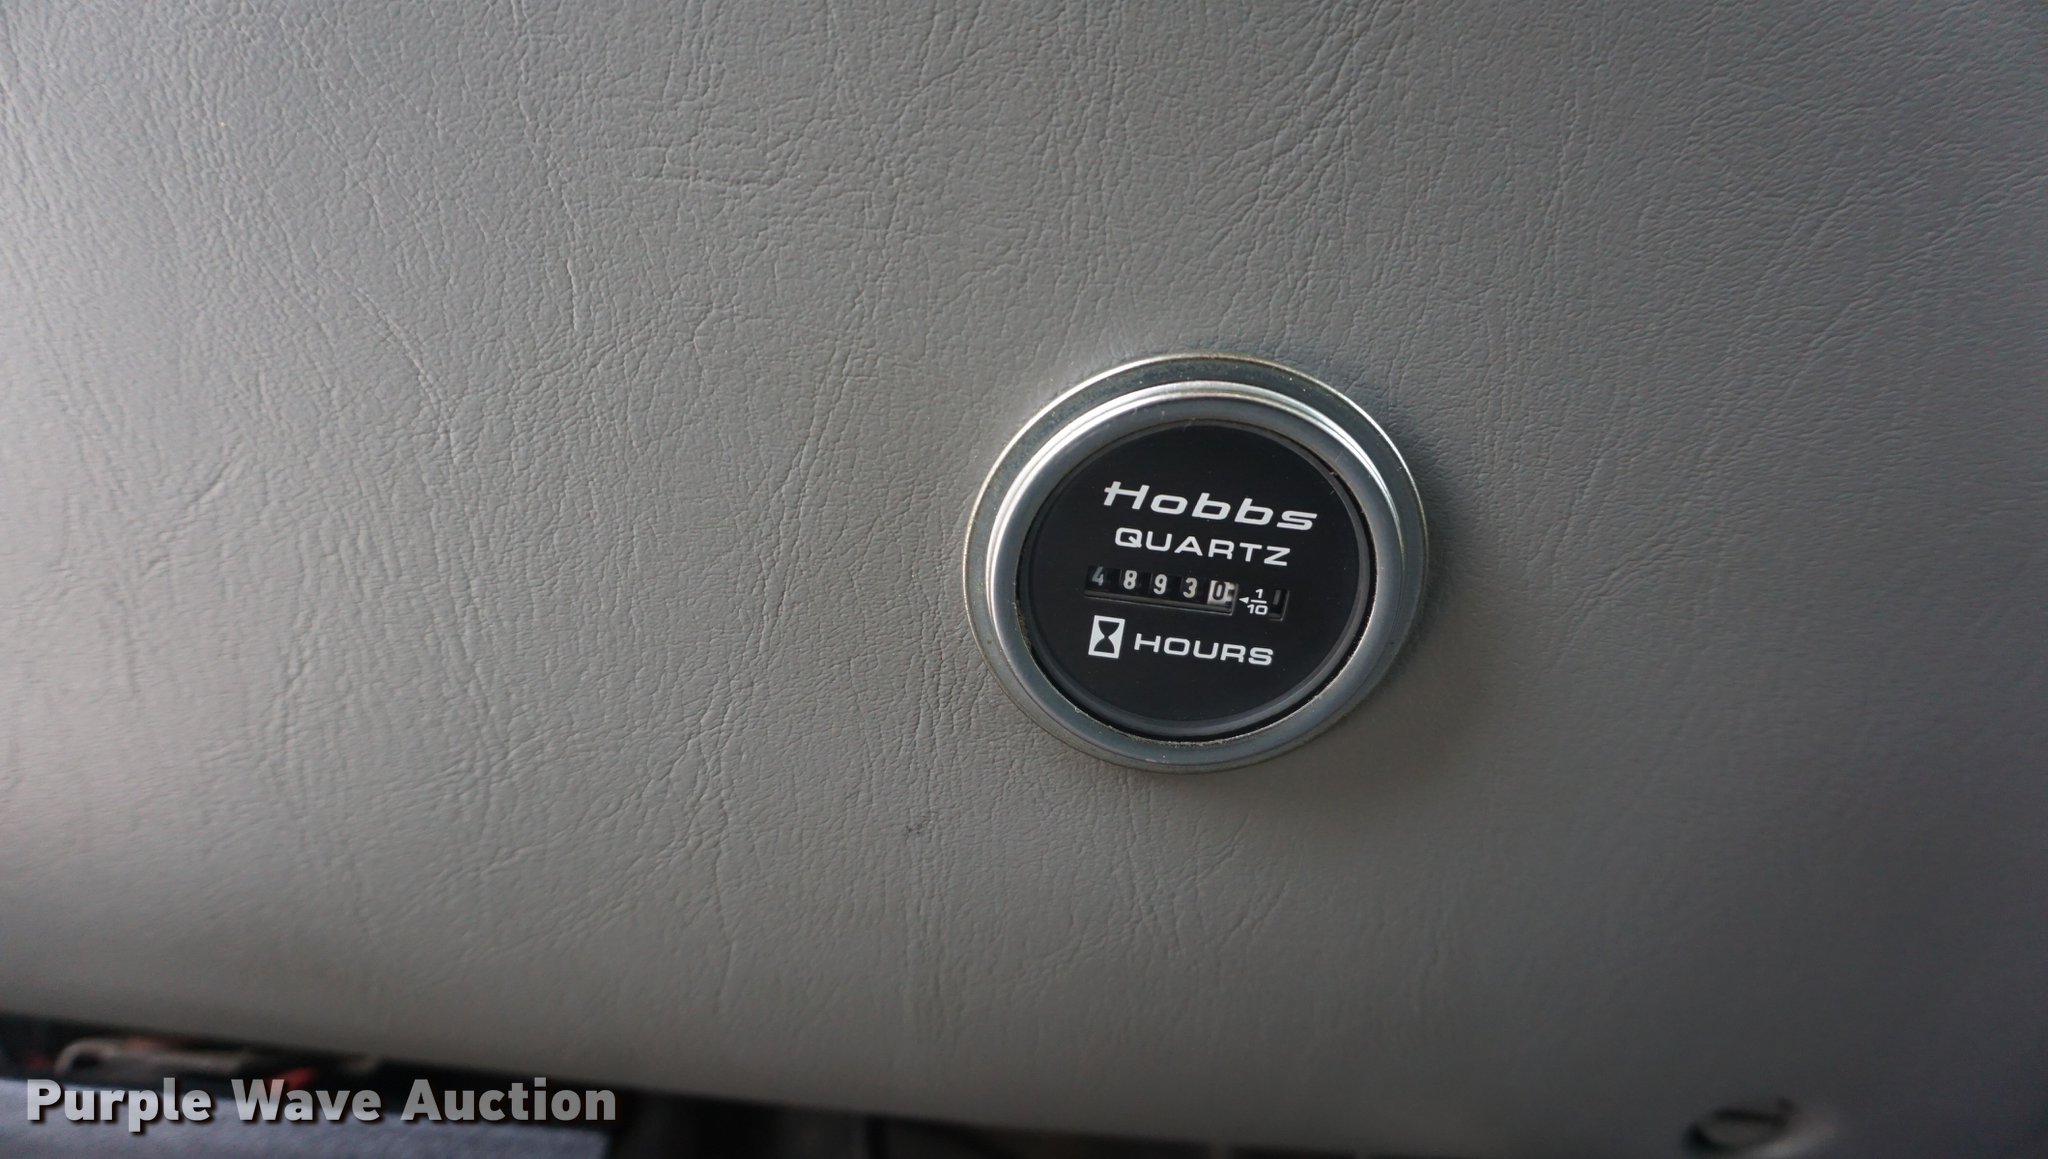 Hobbs
QUARTZ
48930 1/10
HOURS
Purple Wave Auction